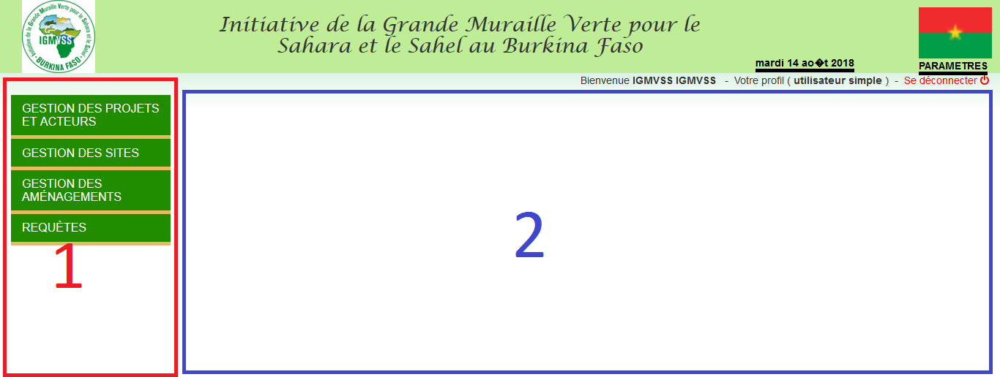 Initiative de la Grande Muraille Verte pour le Sahara et le Sahel
IGMVSS
BURKINA FASO
Initiative de la Grande Muraille Verte pour le
Sahara et le Sahel au Burkina Faso
mardi 14 ao�t 2018
PARAMETRES
Bienvenue IGMVSS IGMVSS - Votre profil ( utilisateur simple ) - Se déconnecter
GESTION DES PROJETS
ET ACTEURS
GESTION DES SITES
GESTION DES
AMÉNAGEMENTS
REQUÈTES
1
2